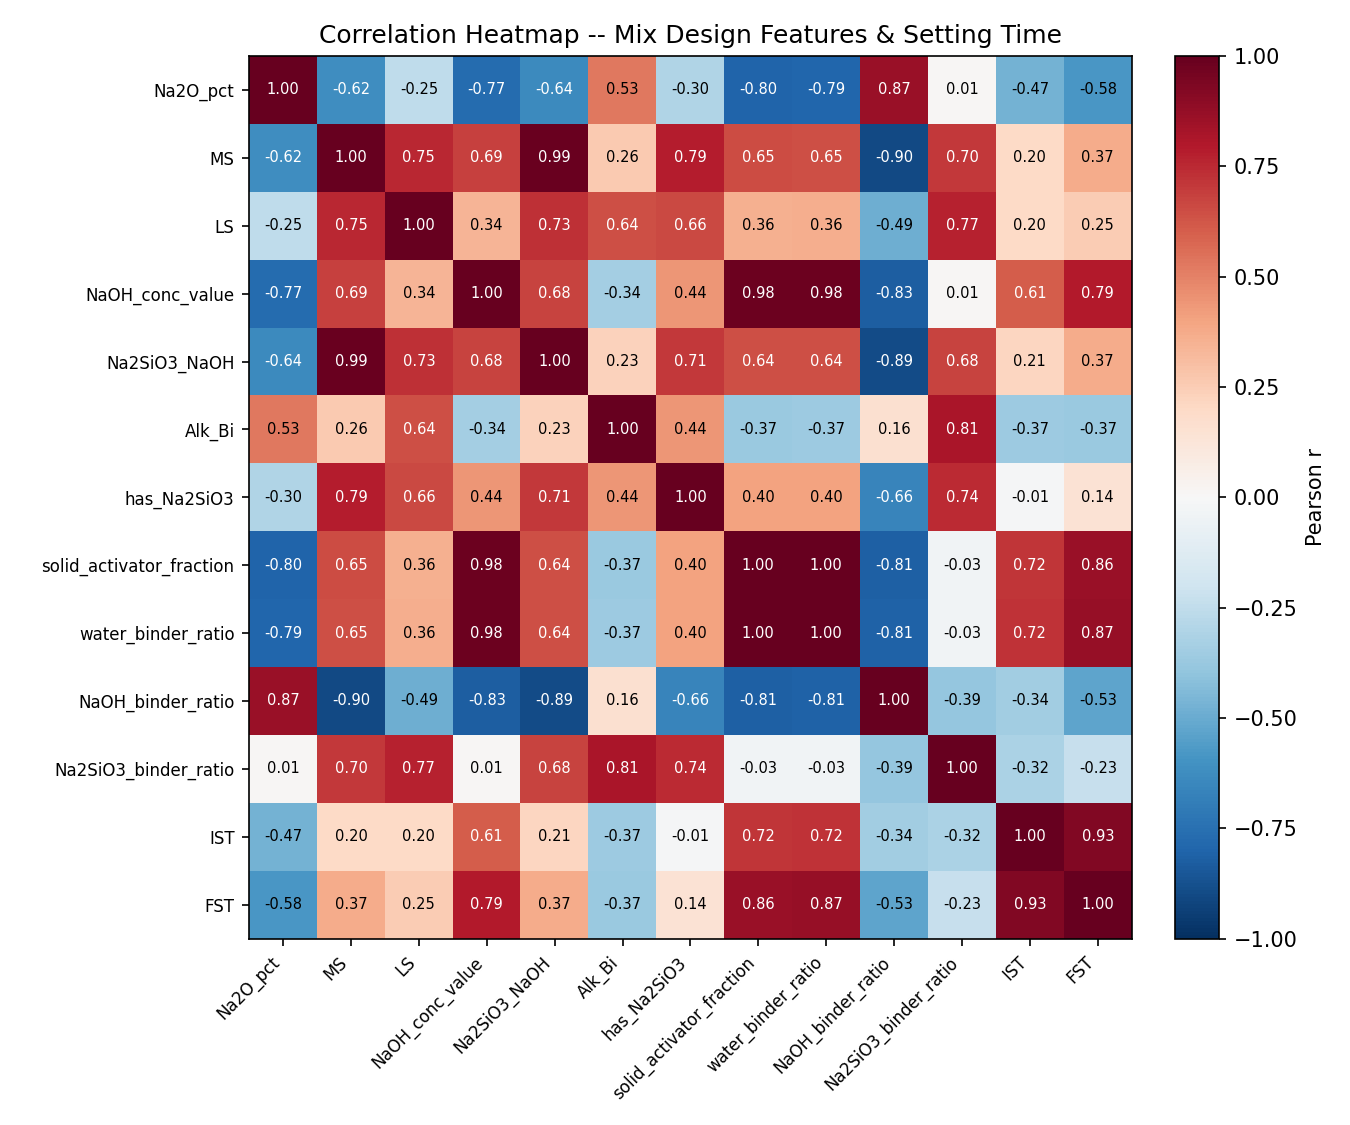 Correlation Heatmap -- Mix Design Features & Setting Time
Na2O_pct 1.00 -0.62 -0.25 -0.77 -0.64 0.53 -0.30 -0.80 -0.79 0.87 0.01 -0.47 -0.58
MS -0.62 1.00 0.75 0.69 0.99 0.26 0.79 0.65 0.65 -0.90 0.70 0.20 0.37
LS -0.25 0.75 1.00 0.34 0.73 0.64 0.66 0.36 0.36 -0.49 0.77 0.20 0.25
NaOH_conc_value -0.77 0.69 0.34 1.00 0.68 -0.34 0.44 0.98 0.98 -0.83 0.01 0.61 0.79
Na2SiO3_NaOH -0.64 0.99 0.73 0.68 1.00 0.23 0.71 0.64 0.64 -0.89 0.68 0.21 0.37
Alk_Bi 0.53 0.26 0.64 -0.34 0.23 1.00 0.44 -0.37 -0.37 0.16 0.81 -0.37 -0.37
has_Na2SiO3 -0.30 0.79 0.66 0.44 0.71 0.44 1.00 0.40 0.40 -0.66 0.74 -0.01 0.14
solid_activator_fraction -0.80 0.65 0.36 0.98 0.64 -0.37 0.40 1.00 1.00 -0.81 -0.03 0.72 0.86
water_binder_ratio -0.79 0.65 0.36 0.98 0.64 -0.37 0.40 1.00 1.00 -0.81 -0.03 0.72 0.87
NaOH_binder_ratio 0.87 -0.90 -0.49 -0.83 -0.89 0.16 -0.66 -0.81 -0.81 1.00 -0.39 -0.34 -0.53
Na2SiO3_binder_ratio 0.01 0.70 0.77 0.01 0.68 0.81 0.74 -0.03 -0.03 -0.39 1.00 -0.32 -0.23
IST -0.47 0.20 0.20 0.61 0.21 -0.37 -0.01 0.72 0.72 -0.34 -0.32 1.00 0.93
FST -0.58 0.37 0.25 0.79 0.37 -0.37 0.14 0.86 0.87 -0.53 -0.23 0.93 1.00
Na2O_pct
MS
LS
NaOH_conc_value
Na2SiO3_NaOH
Alk_Bi
has_Na2SiO3
solid_activator_fraction
water_binder_ratio
NaOH_binder_ratio
Na2SiO3_binder_ratio
IST
FST
1.00
0.75
0.50
0.25
0.00
−0.25
−0.50
−0.75
−1.00
Pearson r